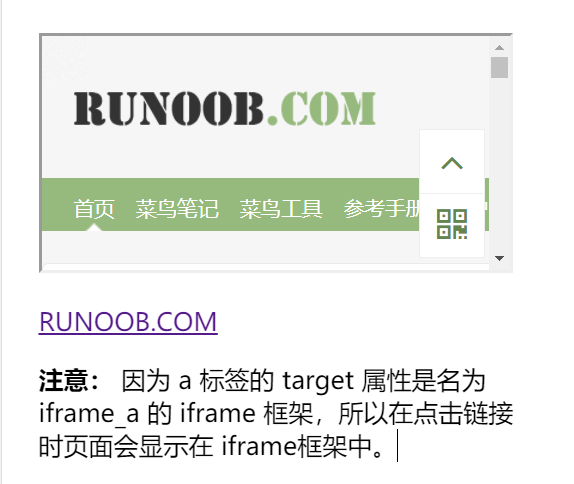 RUNOOB.COM
首页 菜鸟笔记 菜鸟工具 参考手册
RUNOOB.COM
注意： 因为 a 标签的 target 属性是名为
iframe_a 的 iframe 框架，所以在点击链接
时页面会显示在 iframe框架中。